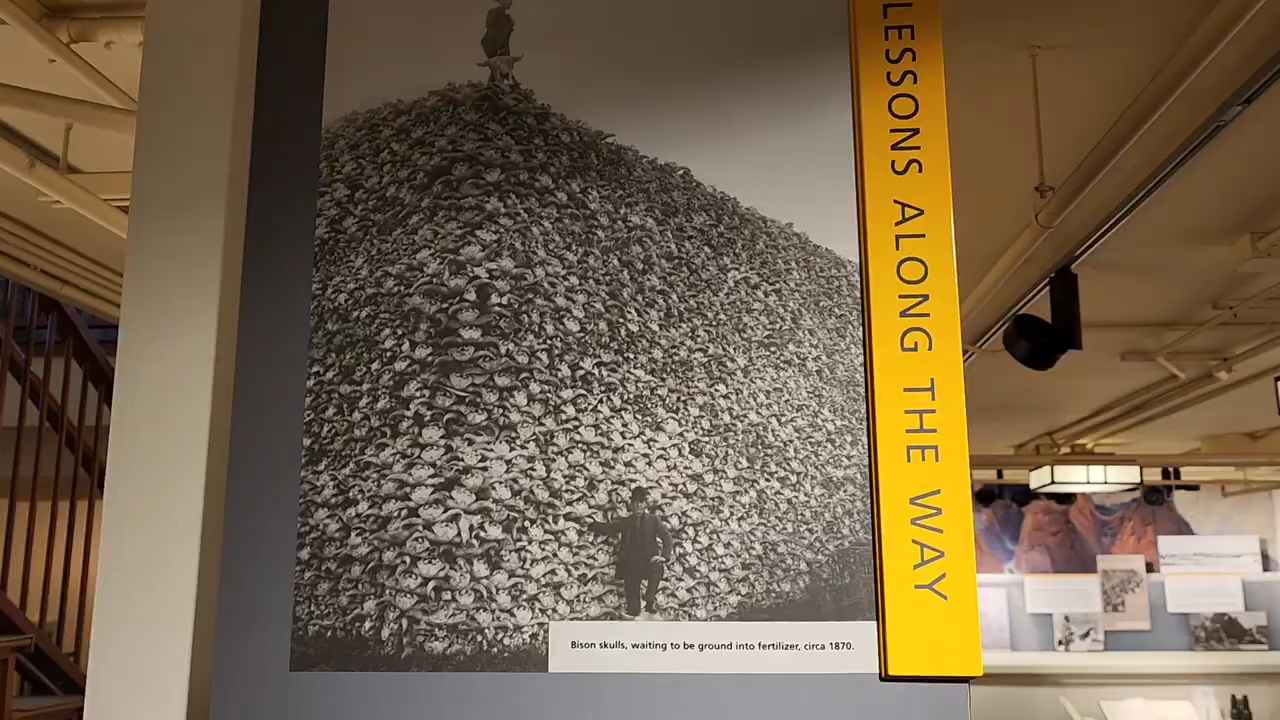 LESSONS ALONG THE WAY
Bison skulls, waiting to be ground into fertilizer, circa 1870.